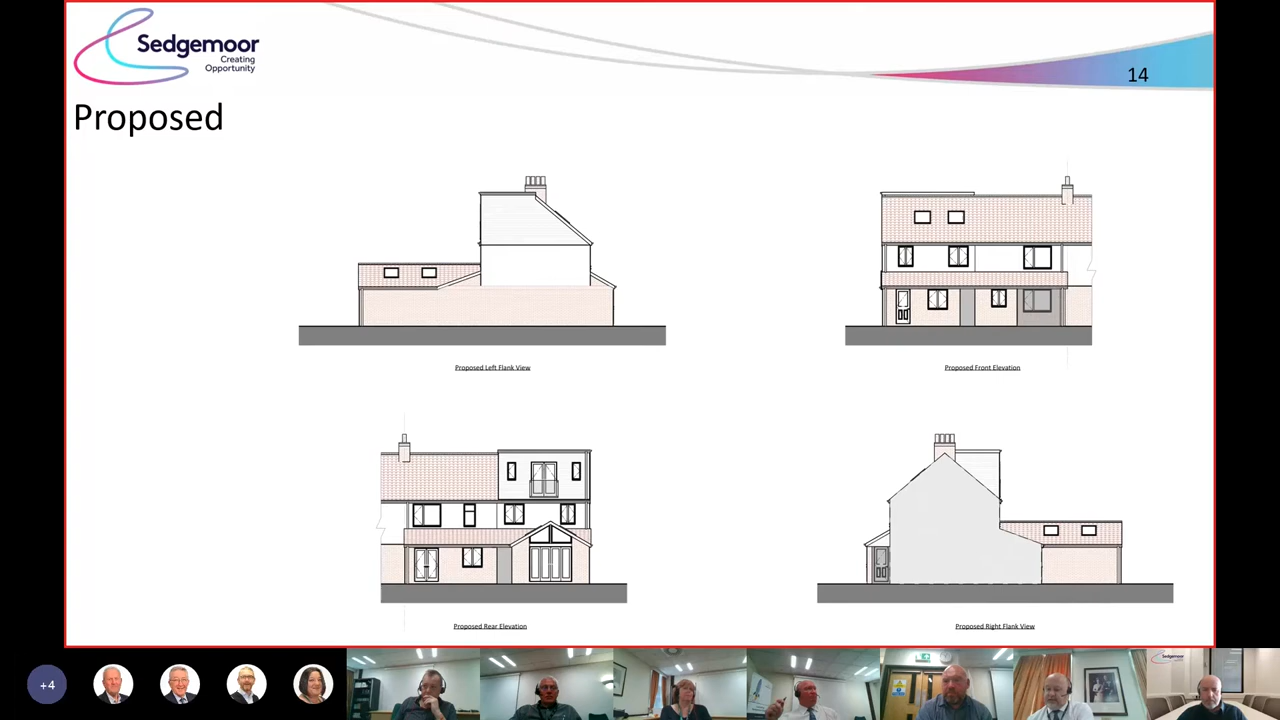 Sedgemoor
Creating
Opportunity
14
Proposed
Proposed Left Flank View
Proposed Front Elevation
Proposed Rear Elevation
Proposed Right Flank View
+4
Sedgemoor